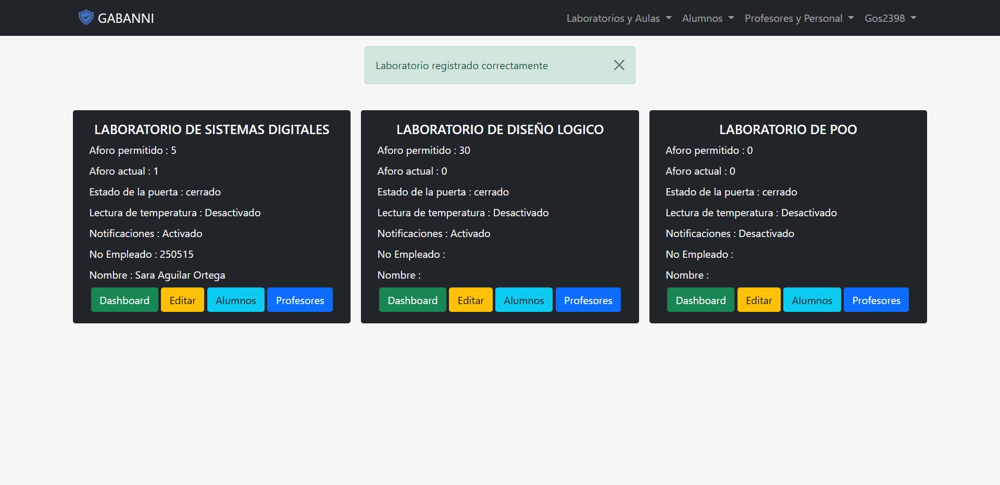 GABANNI
Laboratorios y Aulas
Alumnos
Profesores y Personal
Gos2398
Laboratorio registrado correctamente
LABORATORIO DE SISTEMAS DIGITALES
Aforo permitido : 5
Aforo actual : 1
Estado de la puerta : cerrado
Lectura de temperatura : Desactivado
Notificaciones : Activado
No Empleado : 250515
Nombre : Sara Aguilar Ortega
Dashboard
Editar
Alumnos
Profesores
LABORATORIO DE DISEÑO LOGICO
Aforo permitido : 30
Aforo actual : 0
Estado de la puerta : cerrado
Lectura de temperatura : Desactivado
Notificaciones : Activado
No Empleado :
Nombre :
Dashboard
Editar
Alumnos
Profesores
LABORATORIO DE POO
Aforo permitido : 0
Aforo actual : 0
Estado de la puerta : cerrado
Lectura de temperatura : Desactivado
Notificaciones : Desactivado
No Empleado :
Nombre :
Dashboard
Editar
Alumnos
Profesores